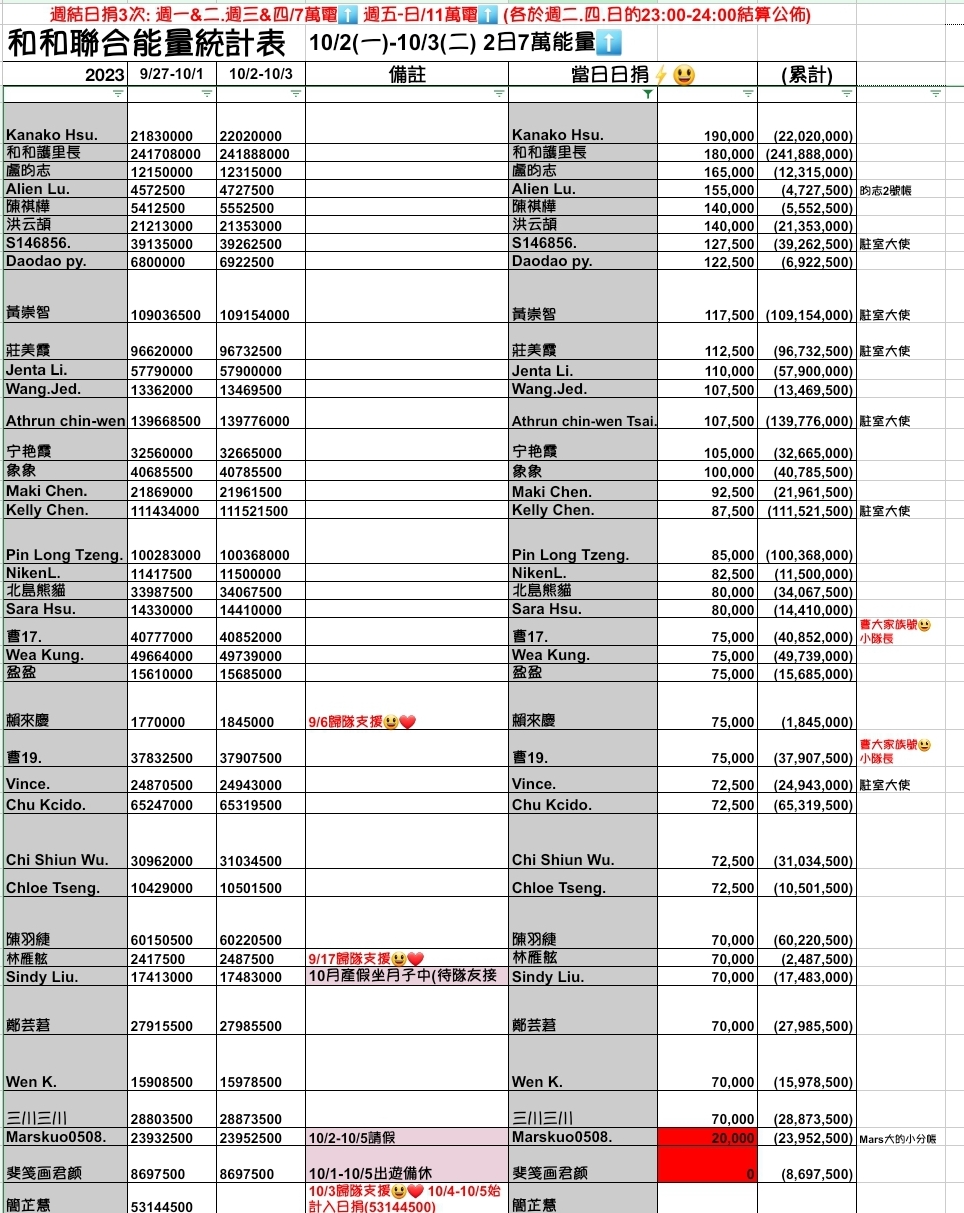 週結日捐3次: 週一&二.週三&四/7萬電⬆️ 週五-日/11萬電⬆️ (各於週二.四.日的23:00-24:00結算公佈)
和和聯合能量統計表 10/2(一)-10/3(二) 2日7萬能量⬆️
2023 9/27-10/1 10/2-10/3 備註 當日日捐⚡😃 (累計)
Kanako Hsu. 21830000 22020000 Kanako Hsu. 190,000 (22,020,000)
和和護里長 241708000 241888000 和和護里長 180,000 (241,888,000)
盧昀志 12150000 12315000 盧昀志 165,000 (12,315,000)
Alien Lu. 4572500 4727500 Alien Lu. 155,000 (4,727,500) 昀志2號帳
陳祺樺 5412500 5552500 陳祺樺 140,000 (5,552,500)
洪云頡 21213000 21353000 洪云頡 140,000 (21,353,000)
S146856. 39135000 39262500 S146856. 127,500 (39,262,500) 駐室大使
Daodao py. 6800000 6922500 Daodao py. 122,500 (6,922,500)
黃崇智 109036500 109154000 黃崇智 117,500 (109,154,000) 駐室大使
莊美霞 96620000 96732500 莊美霞 112,500 (96,732,500) 駐室大使
Jenta Li. 57790000 57900000 Jenta Li. 110,000 (57,900,000)
Wang.Jed. 13362000 13469500 Wang.Jed. 107,500 (13,469,500)
Athrun chin-wen 139668500 139776000 Athrun chin-wen Tsai. 107,500 (139,776,000) 駐室大使
宁艳霞 32560000 32665000 宁艳霞 105,000 (32,665,000)
象象 40685500 40785500 象象 100,000 (40,785,500)
Maki Chen. 21869000 21961500 Maki Chen. 92,500 (21,961,500)
Kelly Chen. 111434000 111521500 Kelly Chen. 87,500 (111,521,500) 駐室大使
Pin Long Tzeng. 100283000 100368000 Pin Long Tzeng. 85,000 (100,368,000)
NikenL. 11417500 11500000 NikenL. 82,500 (11,500,000)
北島熊貓 33987500 34067500 北島熊貓 80,000 (34,067,500)
Sara Hsu. 14330000 14410000 Sara Hsu. 80,000 (14,410,000)
曹17. 40777000 40852000 曹17. 75,000 (40,852,000) 曹大家族號😃
小隊長
Wea Kung. 49664000 49739000 Wea Kung. 75,000 (49,739,000)
盈盈 15610000 15685000 盈盈 75,000 (15,685,000)
賴來慶 1770000 1845000 9/6歸隊支援😃❤️ 賴來慶 75,000 (1,845,000)
曹19. 37832500 37907500 曹19. 75,000 (37,907,500) 曹大家族號😃
小隊長
Vince. 24870500 24943000 Vince. 72,500 (24,943,000) 駐室大使
Chu Kcido. 65247000 65319500 Chu Kcido. 72,500 (65,319,500)
Chi Shiun Wu. 30962000 31034500 Chi Shiun Wu. 72,500 (31,034,500)
Chloe Tseng. 10429000 10501500 Chloe Tseng. 72,500 (10,501,500)
陳羽緁 60150500 60220500 陳羽緁 70,000 (60,220,500)
林雁舷 2417500 2487500 9/17歸隊支援😃❤️ 林雁舷 70,000 (2,487,500)
Sindy Liu. 17413000 17483000 10月產假坐月子中(待隊友接 Sindy Liu. 70,000 (17,483,000)
鄭芸莙 27915500 27985500 鄭芸莙 70,000 (27,985,500)
Wen K. 15908500 15978500 Wen K. 70,000 (15,978,500)
三川三川 28803500 28873500 三川三川 70,000 (28,873,500)
Marskuo0508. 23932500 23952500 10/2-10/5請假 Marskuo0508. 20,000 (23,952,500) Mars大的小分帳
斐笺画君颜 8697500 8697500 10/1-10/5出遊備休 斐笺画君颜 0 (8,697,500)
簡芷慧 53144500 10/3歸隊支援😃❤️ 10/4-10/5始
計入日捐(53144500) 簡芷慧